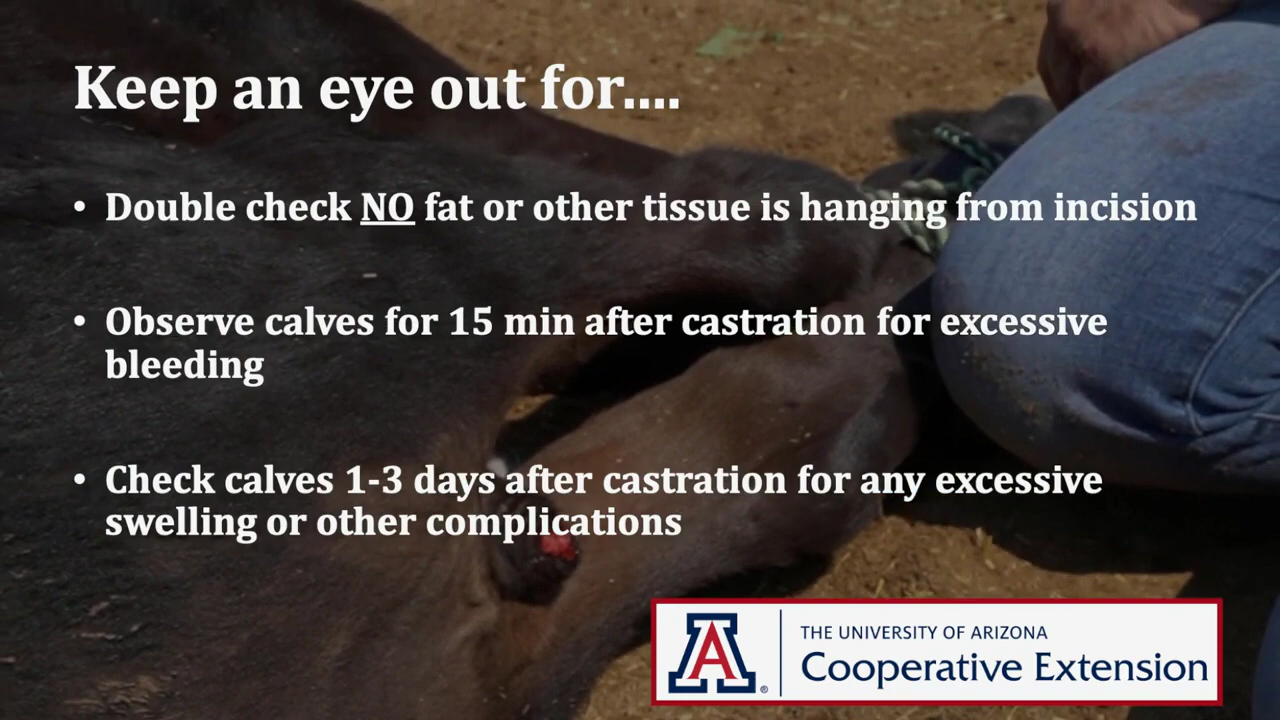 Keep an eye out for....
• Double check NO fat or other tissue is hanging from incision
• Observe calves for 15 min after castration for excessive
bleeding
• Check calves 1-3 days after castration for any excessive
swelling or other complications
A®
THE UNIVERSITY OF ARIZONA
Cooperative Extension